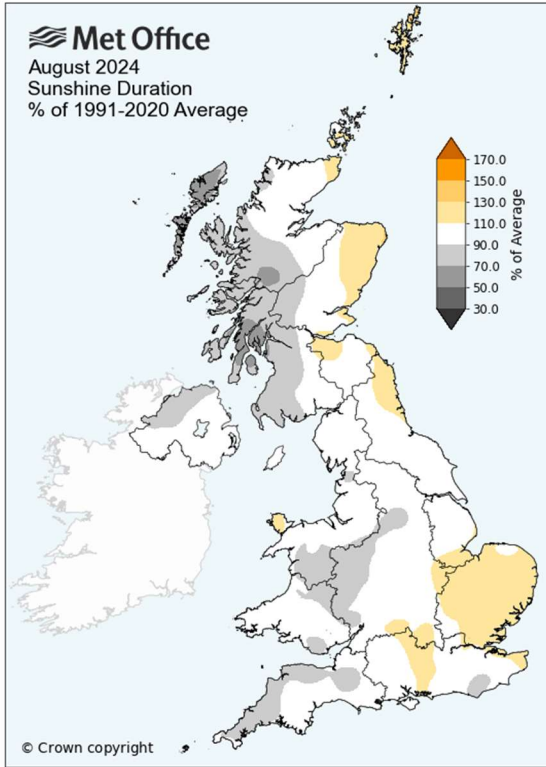 Met Office
August 2024
Sunshine Duration
% of 1991-2020 Average
170.0
150.0
130.0
110.0
90.0
70.0
50.0
30.0
% of Average
© Crown copyright